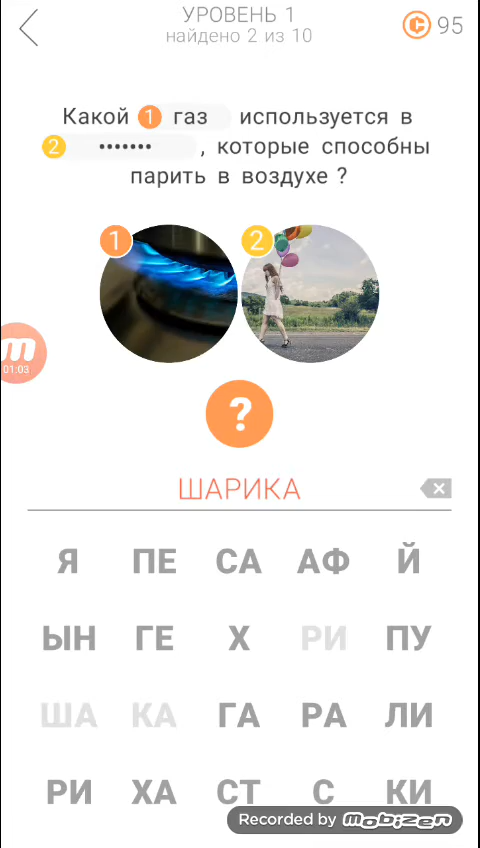 УРОВЕНЬ 1
найдено 2 из 10
95
Какой 1 газ используется в
2 ••••••• , которые способны
парить в воздухе ?
1 2
m
01:03
?
ШАРИКА
Я ПЕ СА АФ Й
ЫН ГЕ Х РИ ПУ
ША КА ГА РА ЛИ
РИ ХА СТ С КИ
Recorded by Mobizen